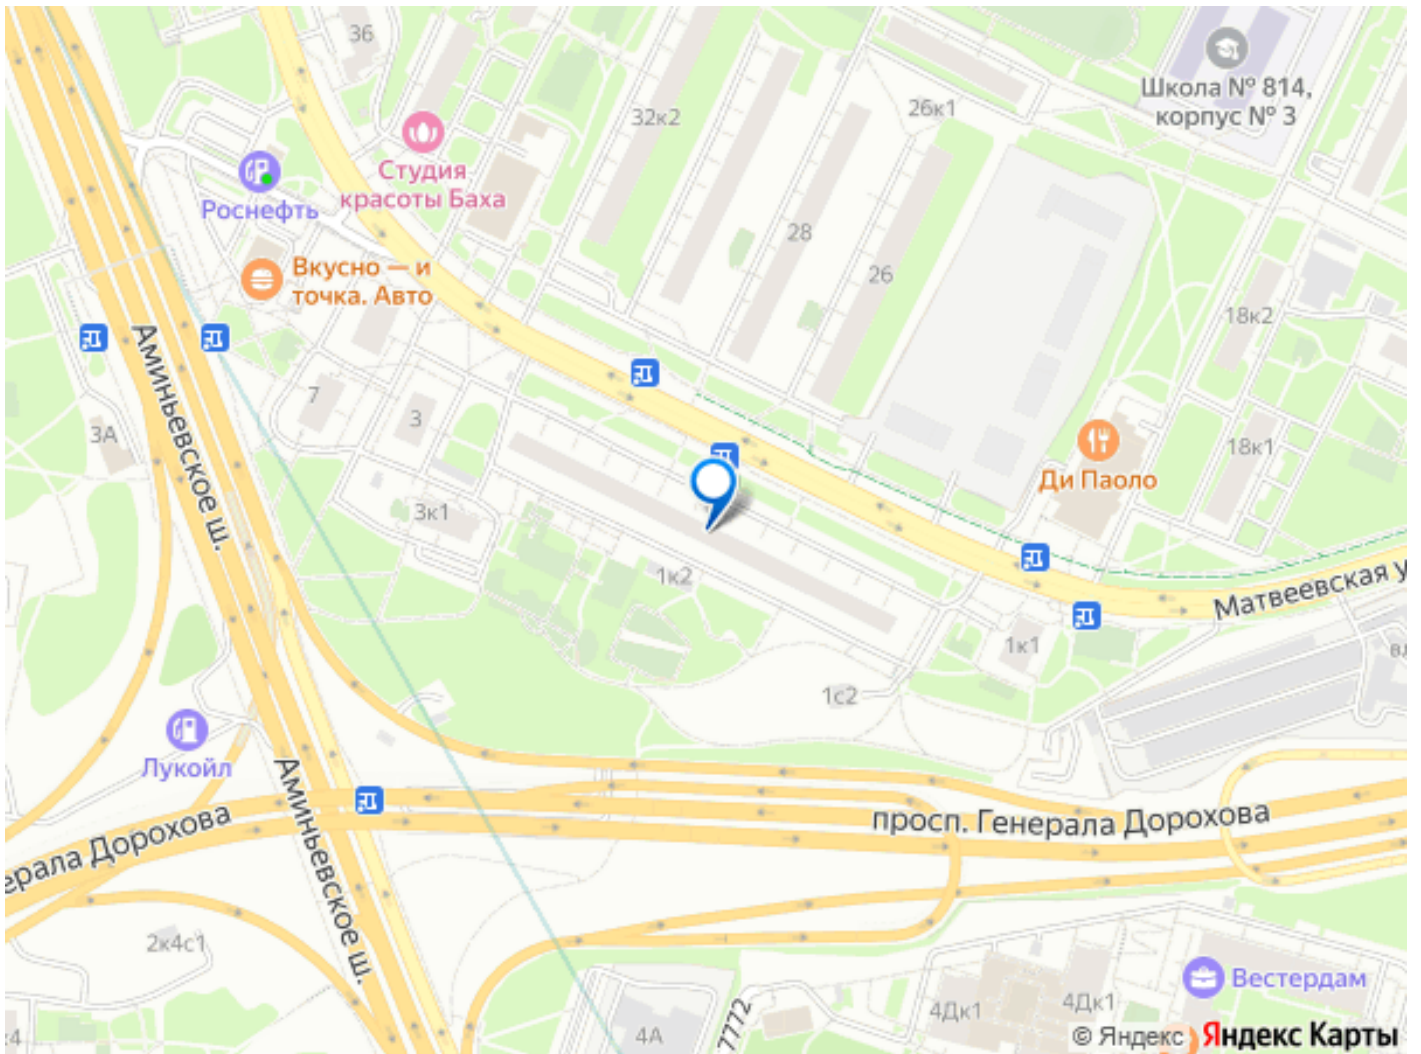 36
32к2
26к1
Школа № 814,
корпус № 3
Студия
красоты Баха
Роснефть
28
26
Вкусно — и
точка. Авто
18к2
Аминьевское ш.
7
3
3А
18к1
Ди Паоло
3к1
1к2
Матвеевская у
1к1
1с2
Лукойл
Аминьевское ш.
просп. Генерала Дорохова
ерала Дорохова
2к4с1
Вестердам
4Дк1
4Дк1
4А
7772
© Яндекс Яндекс Карты